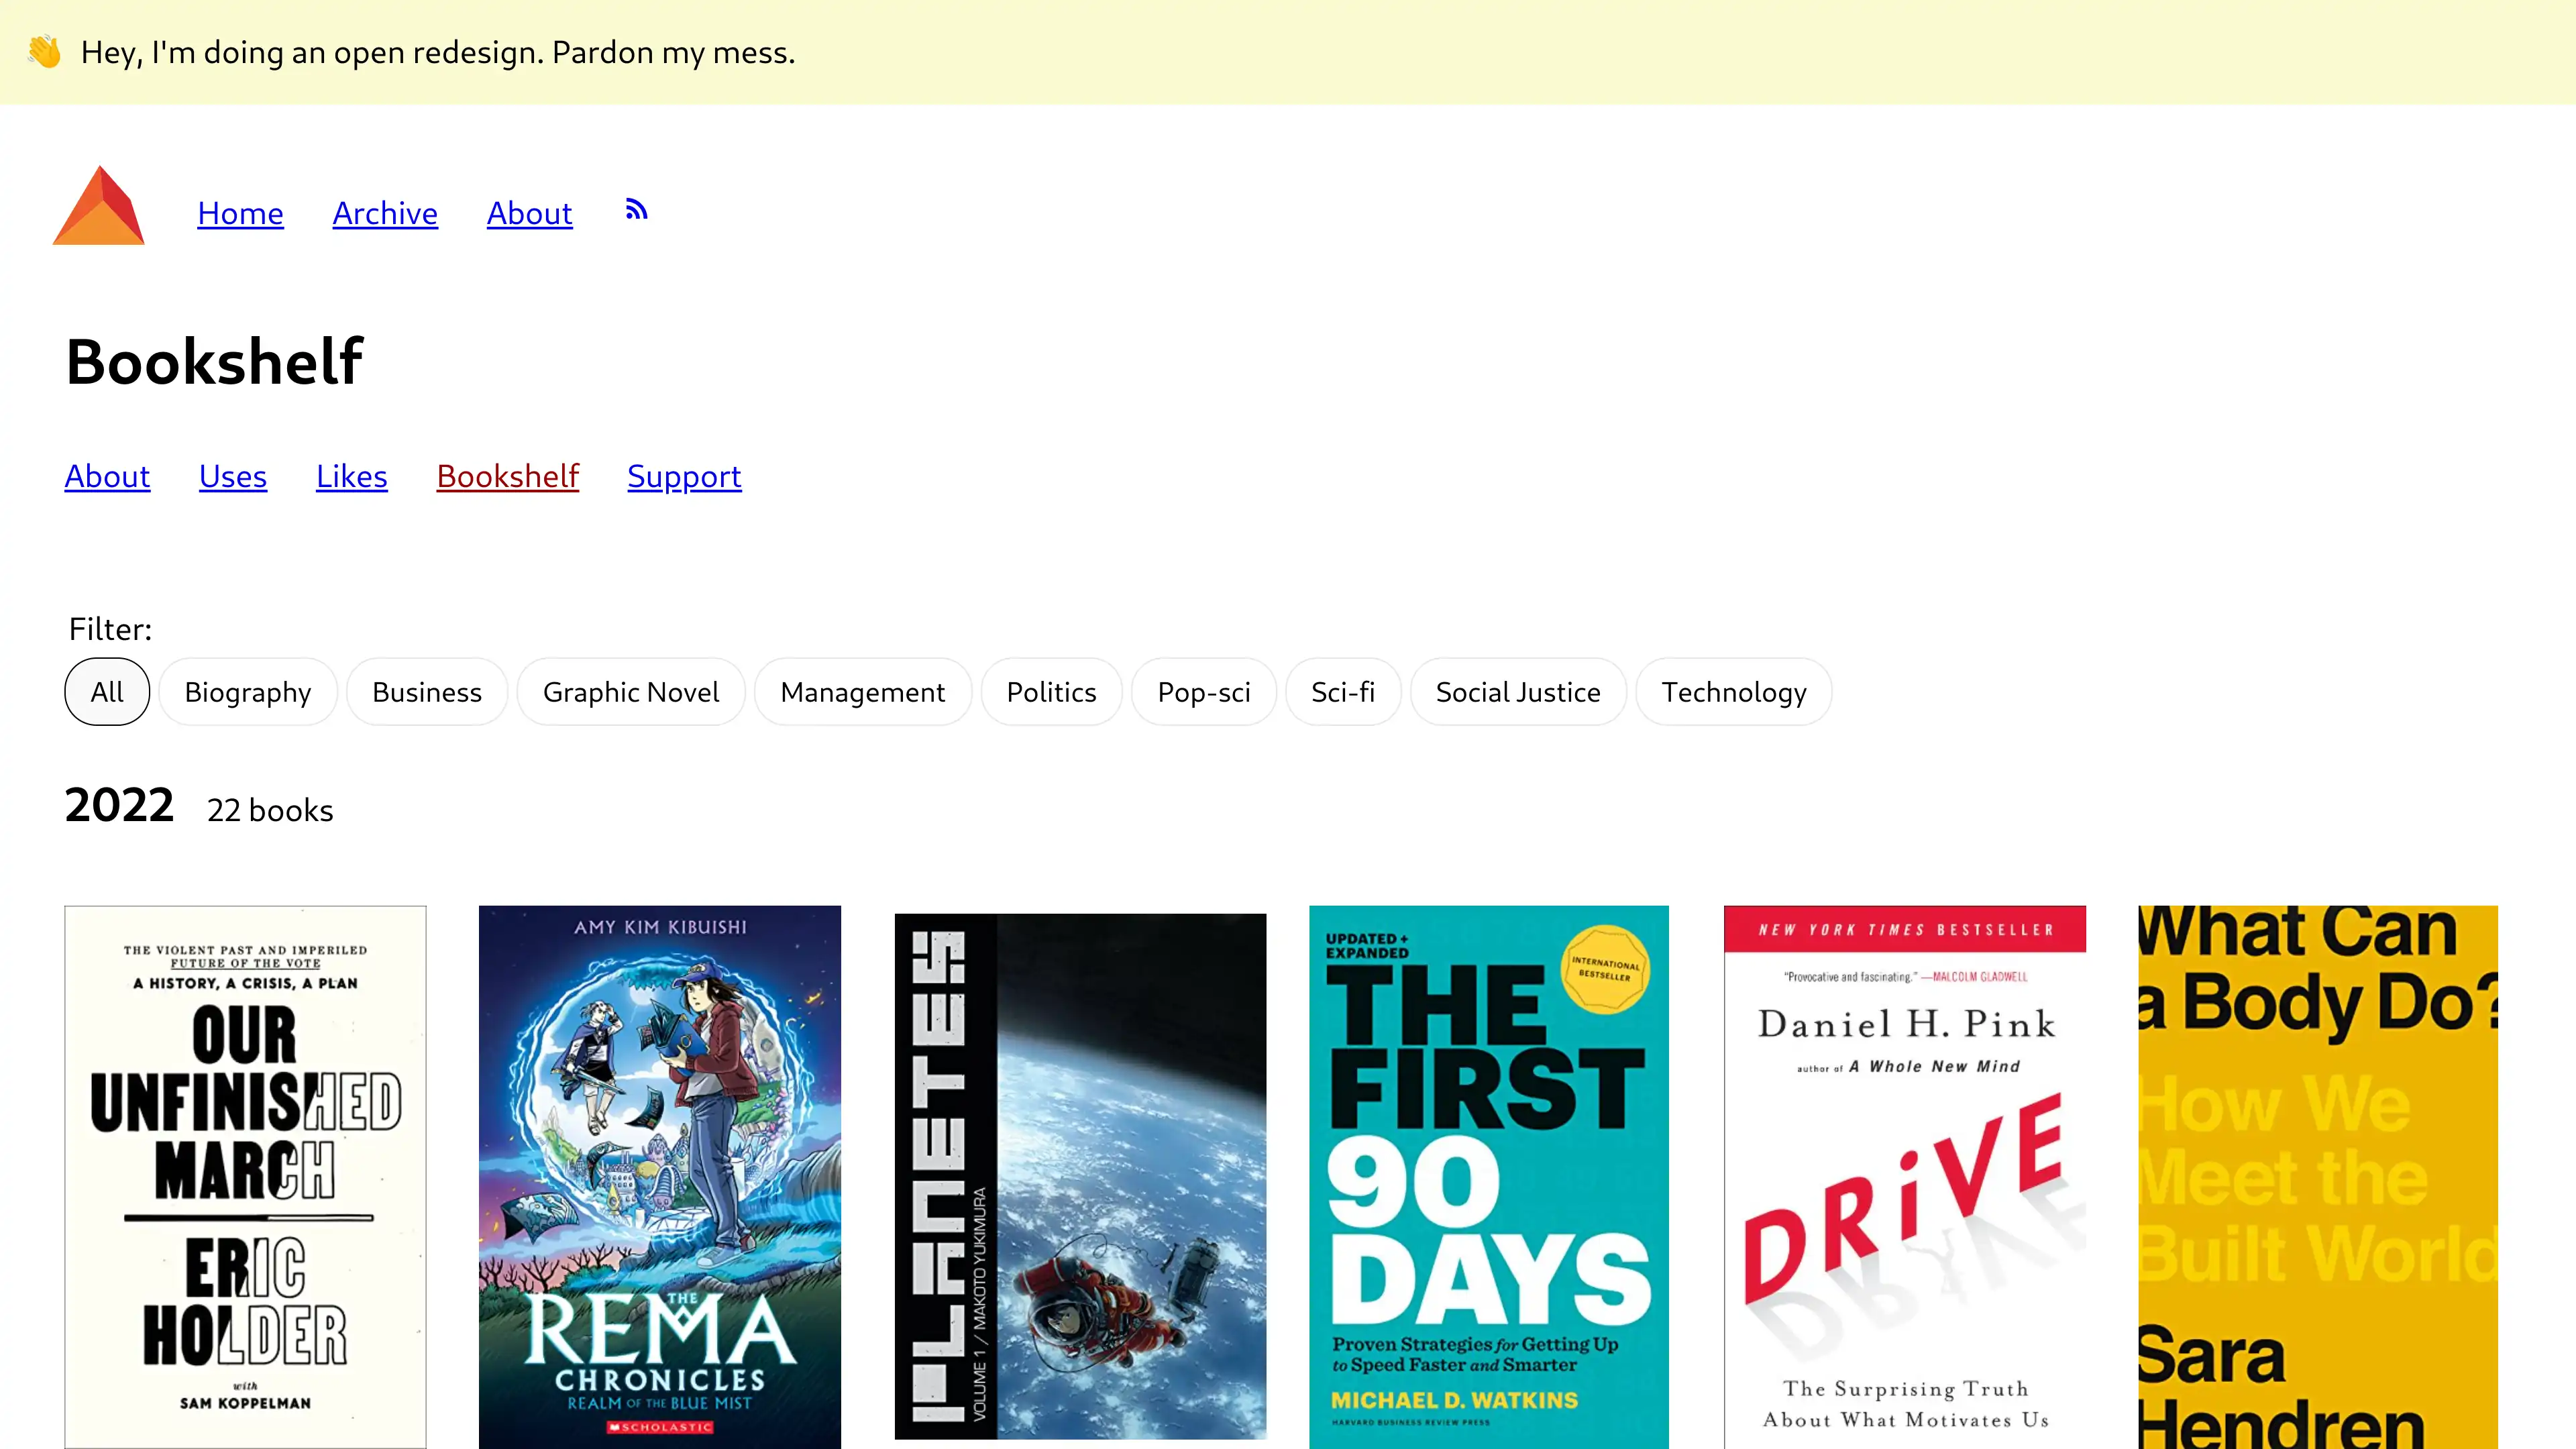 👋 Hey, I'm doing an open redesign. Pardon my mess.
Home Archive About
Bookshelf
About Uses Likes Bookshelf Support
Filter:
All Biography Business Graphic Novel Management Politics Pop-sci Sci-fi Social Justice Technology
2022 22 books
THE VIOLENT PAST AND IMPERILED
FUTURE OF THE VOTE
A HISTORY, A CRISIS, A PLAN
OUR
UNFINISHED
MARCH
ERIC
HOLDER
with
SAM KOPPELMAN
AMY KIM KIBUISHI
THE
REMA
CHRONICLES
REALM OF THE BLUE MIST
SCHOLASTIC
PLANETES
VOLUME 1 / MAKOTO YUKIMURA
UPDATED +
EXPANDED
INTERNATIONAL
BESTSELLER
THE
FIRST
90
DAYS
Proven Strategies for Getting Up
to Speed Faster and Smarter
MICHAEL D. WATKINS
HARVARD BUSINESS REVIEW PRESS
NEW YORK TIMES BESTSELLER
"Provocative and fascinating." —MALCOLM GLADWELL
Daniel H. Pink
author of A Whole New Mind
DRiVE
The Surprising Truth
About What Motivates Us
What Can
a Body Do?
How We
Meet the
Built World
Sara
Hendren